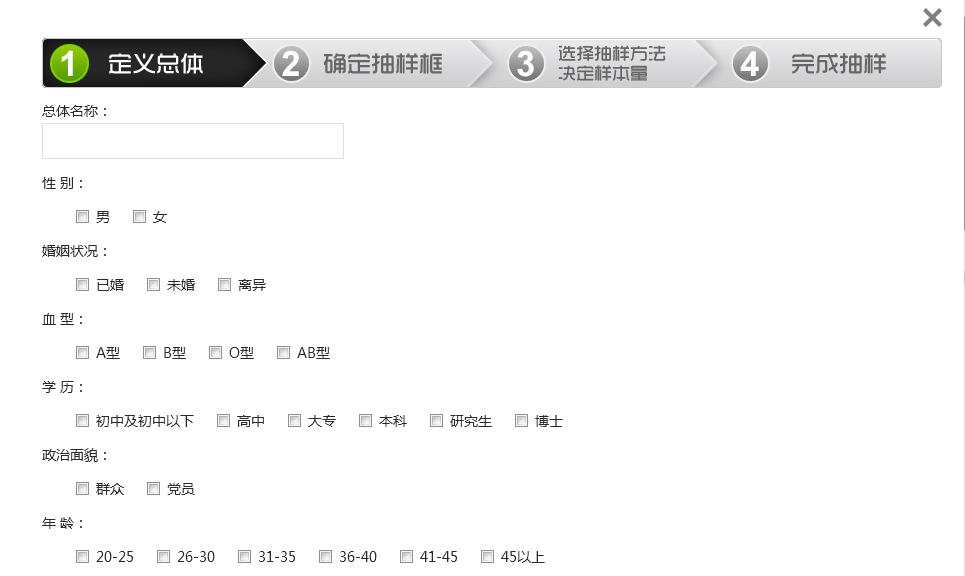 1 定义总体 2 确定抽样框 3 选择抽样方法 决定样本量 4 完成抽样
总体名称：
性 别：
男 女
婚姻状况：
已婚 未婚 离异
血 型：
A型 B型 O型 AB型
学 历：
初中及初中以下 高中 大专 本科 研究生 博士
政治面貌：
群众 党员
年 龄：
20-25 26-30 31-35 36-40 41-45 45以上